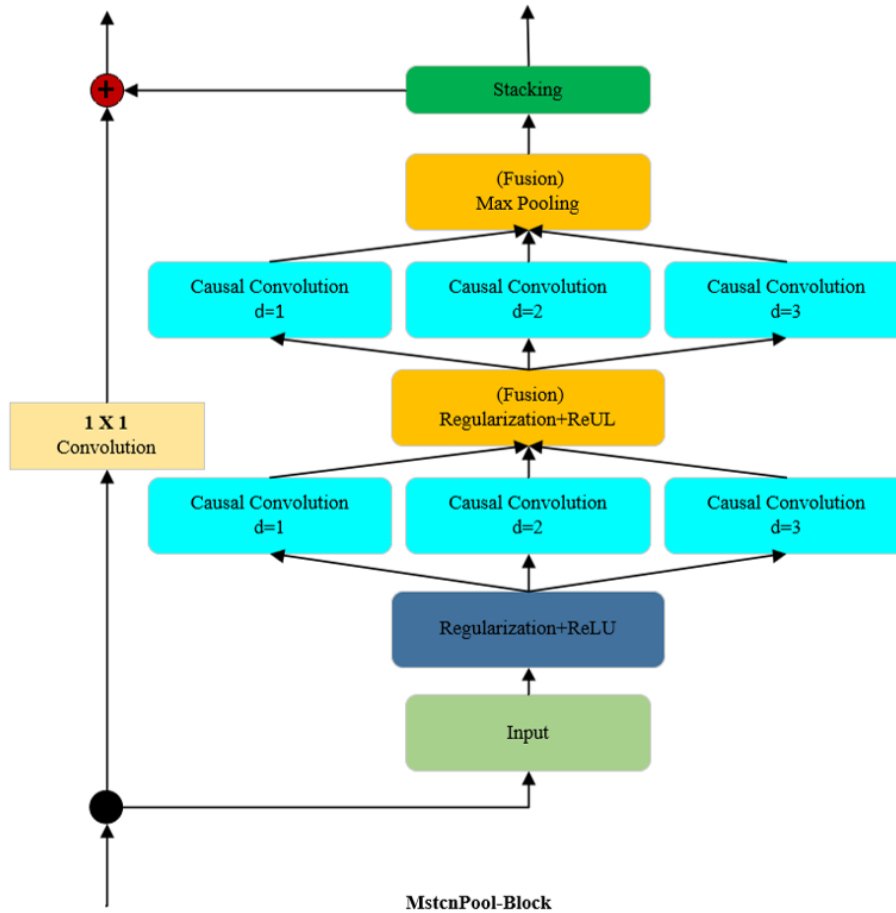 +
Stacking
(Fusion)
Max Pooling
Causal Convolution
d=1
Causal Convolution
d=2
Causal Convolution
d=3
(Fusion)
Regularization+ReUL
1 X 1
Convolution
Causal Convolution
d=1
Causal Convolution
d=2
Causal Convolution
d=3
Regularization+ReLU
Input
MstcnPool-Block